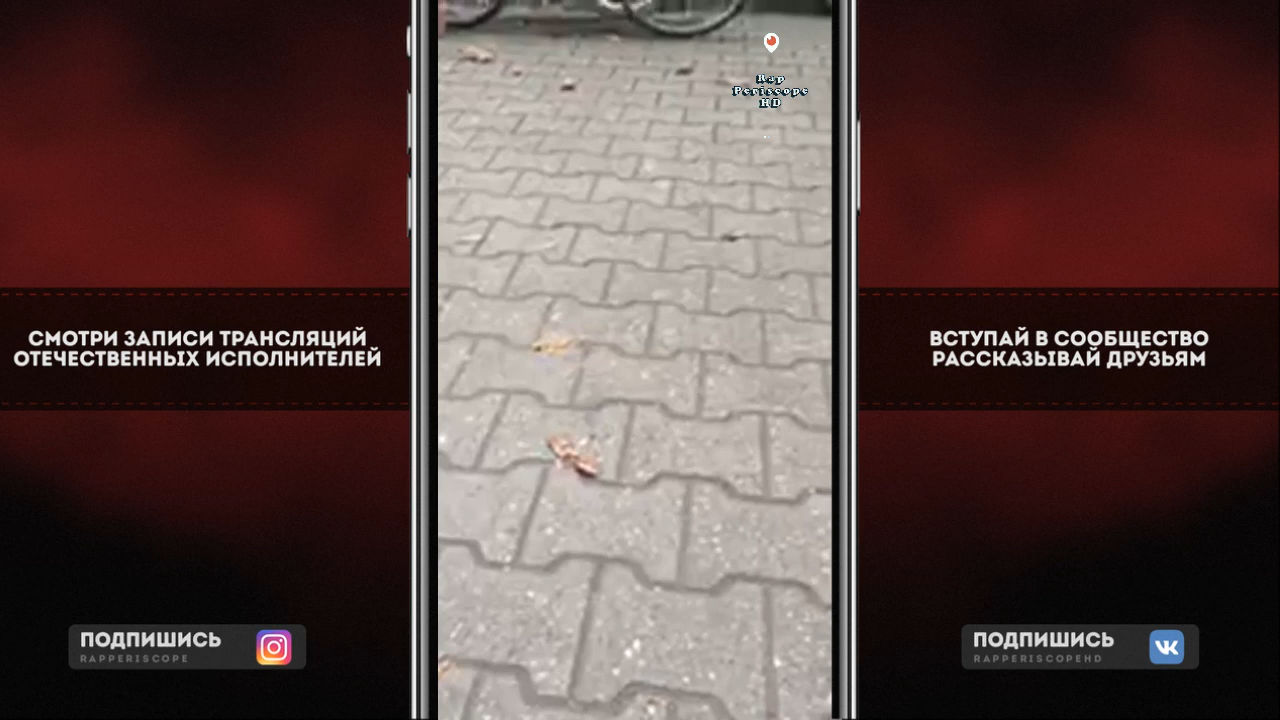 Rap
Periscope
HD
СМОТРИ ЗАПИСИ ТРАНСЛЯЦИЙ
ОТЕЧЕСТВЕННЫХ ИСПОЛНИТЕЛЕЙ
ВСТУПАЙ В СООБЩЕСТВО
РАССКАЗЫВАЙ ДРУЗЬЯМ
ПОДПИШИСЬ
RAPPERISCOPE
ПОДПИШИСЬ
RAPPERISCOPEHD